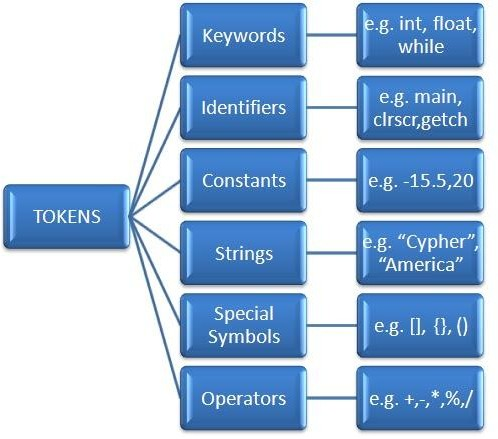 TOKENS
Keywords
e.g. int, float,
while
Identifiers
e.g. main,
clrscr,getch
Constants
e.g. -15.5,20
Strings
e.g. “Cypher”,
“America”
Special
Symbols
e.g. [], {}, ()
Operators
e.g. +,-,*,%,/